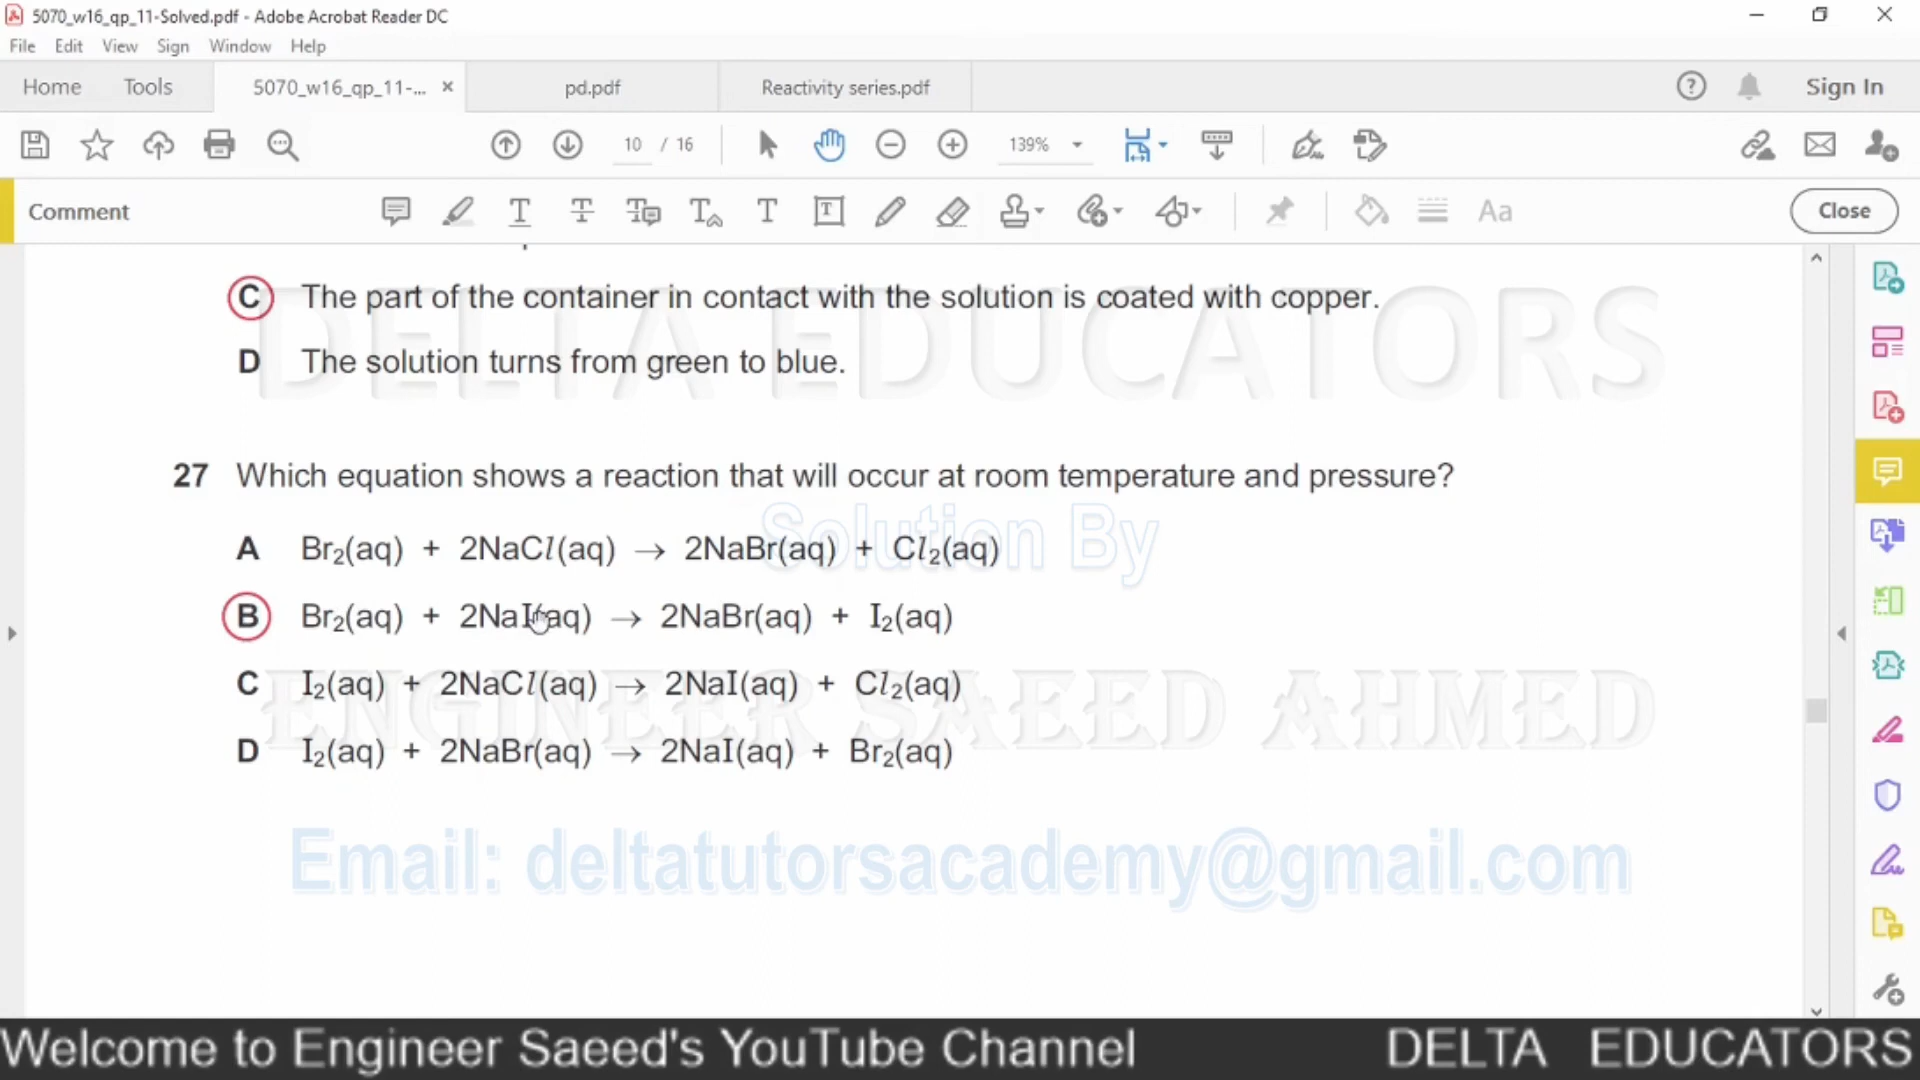 5070_w16_qp_11-Solved.pdf - Adobe Acrobat Reader DC
File Edit View Sign Window Help
Home Tools 5070_w16_qp_11-... × pd.pdf Reactivity series.pdf Sign In
10 / 16 139%
Comment Close
C The part of the container in contact with the solution is coated with copper.
DELTA EDUCATORS
D The solution turns from green to blue.
27 Which equation shows a reaction that will occur at room temperature and pressure?
Solution By
A Br₂(aq) + 2NaCl(aq) → 2NaBr(aq) + Cl₂(aq)
B Br₂(aq) + 2NaI(aq) → 2NaBr(aq) + I₂(aq)
C I₂(aq) + 2NaCl(aq) → 2NaI(aq) + Cl₂(aq)
ENGINEER SAEED AHMED
D I₂(aq) + 2NaBr(aq) → 2NaI(aq) + Br₂(aq)
Email: deltatutorsacademy@gmail.com
Welcome to Engineer Saeed's YouTube Channel DELTA EDUCATORS